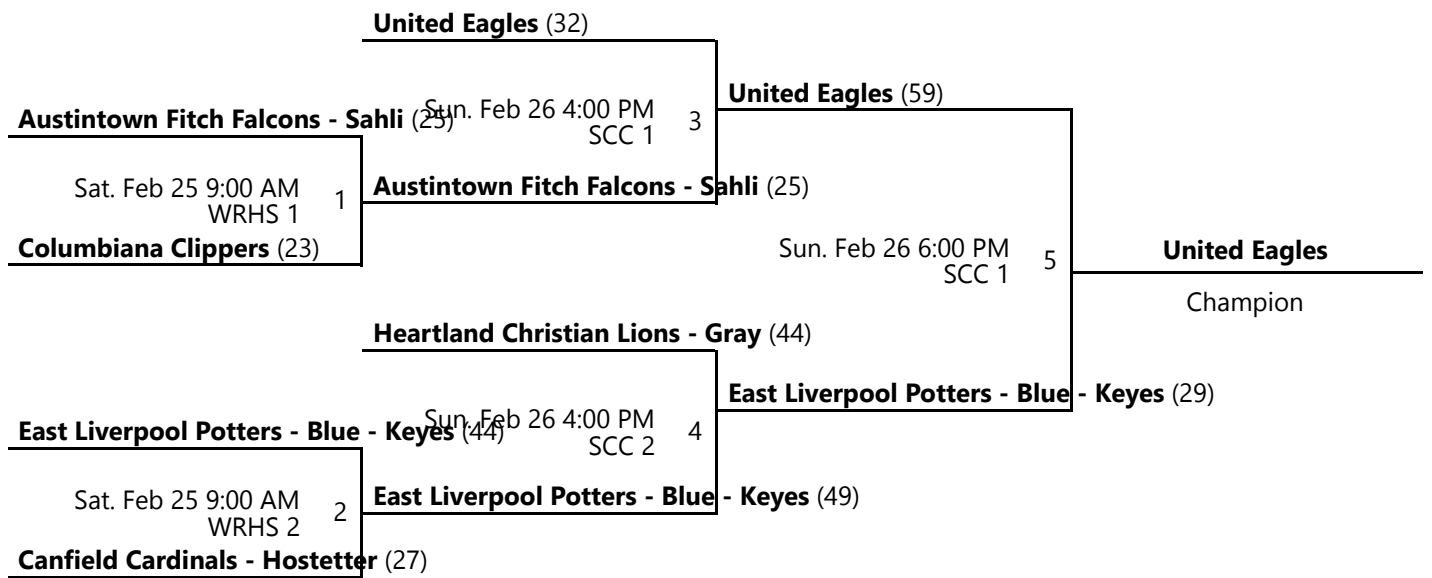 United Eagles (32)
Austintown Fitch Falcons - Sahli (25)
Sun. Feb 26 4:00 PM
SCC 1
3
United Eagles (59)
Sat. Feb 25 9:00 AM
WRHS 1
1
Austintown Fitch Falcons - Sahli (25)
Columbiana Clippers (23)
Sun. Feb 26 6:00 PM
SCC 1
5
United Eagles
Champion
Heartland Christian Lions - Gray (44)
East Liverpool Potters - Blue - Keyes (44)
Sun. Feb 26 4:00 PM
SCC 2
4
East Liverpool Potters - Blue - Keyes (29)
Sat. Feb 25 9:00 AM
WRHS 2
2
East Liverpool Potters - Blue - Keyes (49)
Canfield Cardinals - Hostetter (27)